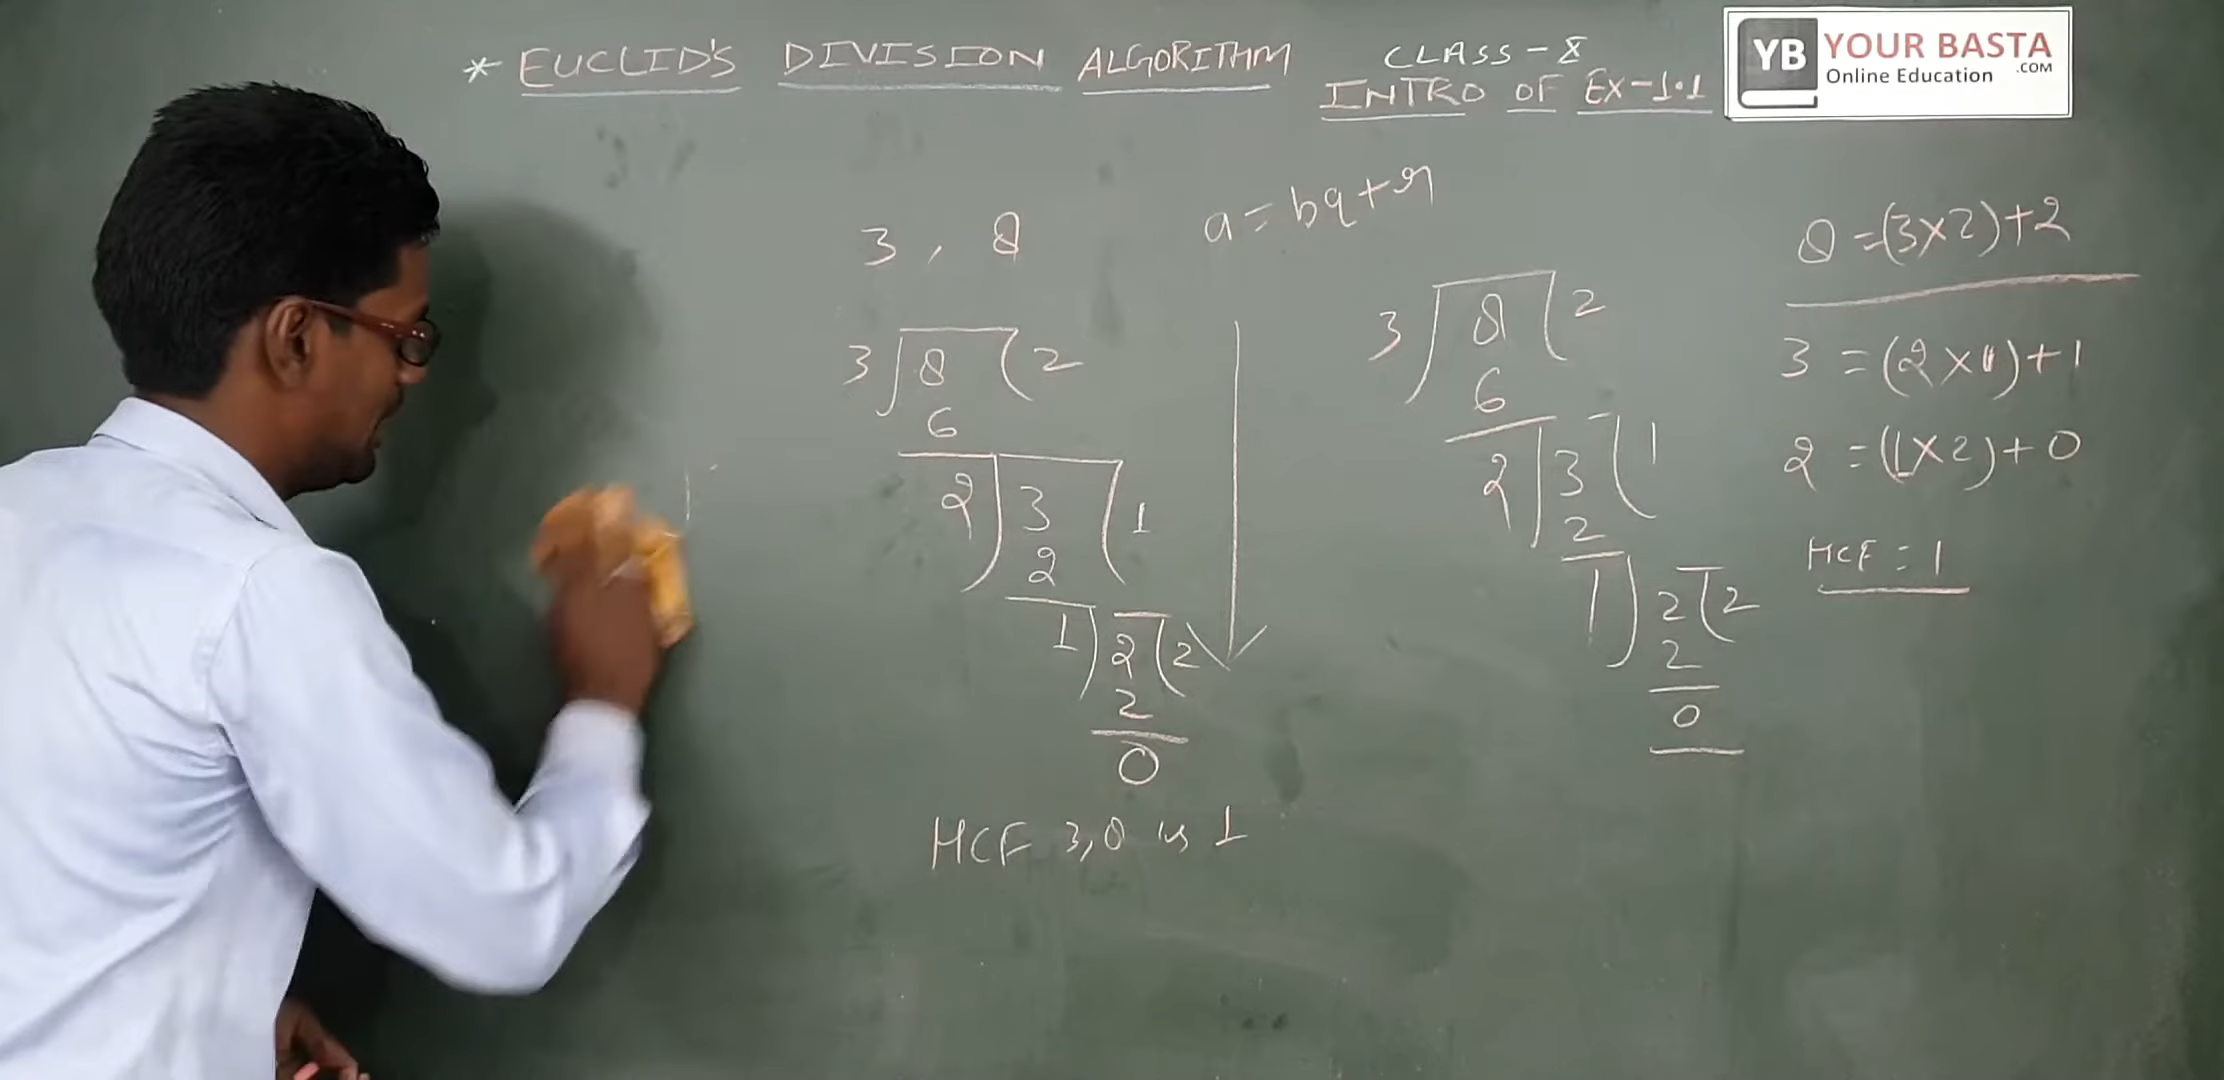 * EUCLID'S DIVISION ALGORITHM
CLASS - X
INTRO OF EX-1.1
YB YOUR BASTA
.COM
Online Education
3, 8
a = bq + r
3 8 2
6
2 3 1
2
1 2 2
2
0
HCF 3,8 is 1
3 8 2
6
2 3 1
2
1 2 2
2
0
8 = (3×2)+2
3 = (2×1)+1
2 = (1×2)+0
HCF = 1